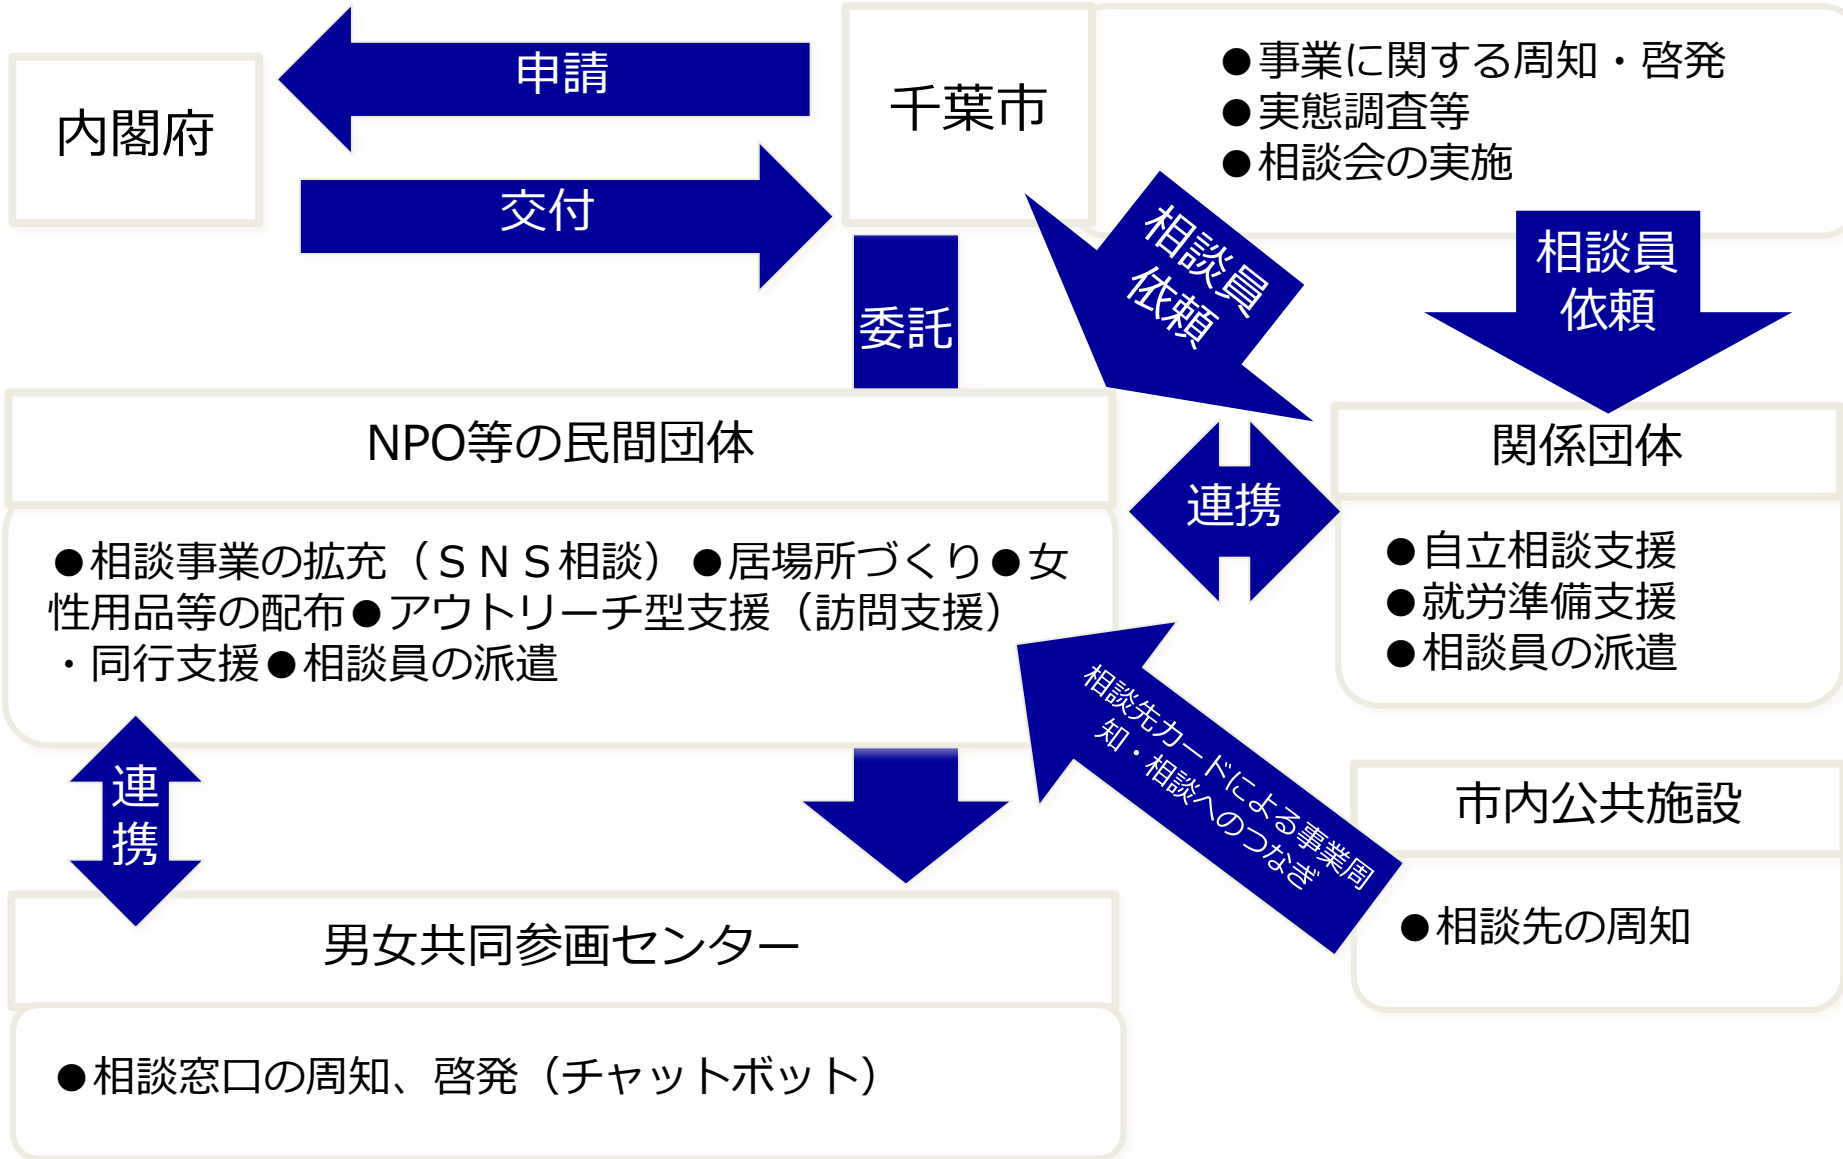 内閣府
申請
交付
千葉市
●事業に関する周知・啓発
●実態調査等
●相談会の実施
相談員
依頼
相談員
依頼
委託
NPO等の民間団体
●相談事業の拡充（ＳＮＳ相談）●居場所づくり●女
性用品等の配布●アウトリーチ型支援（訪問支援）
・同行支援●相談員の派遣
連携
関係団体
●自立相談支援
●就労準備支援
●相談員の派遣
相談先カードによる事業周
知・相談へのつなぎ
市内公共施設
●相談先の周知
連
携
男女共同参画センター
●相談窓口の周知、啓発（チャットボット）